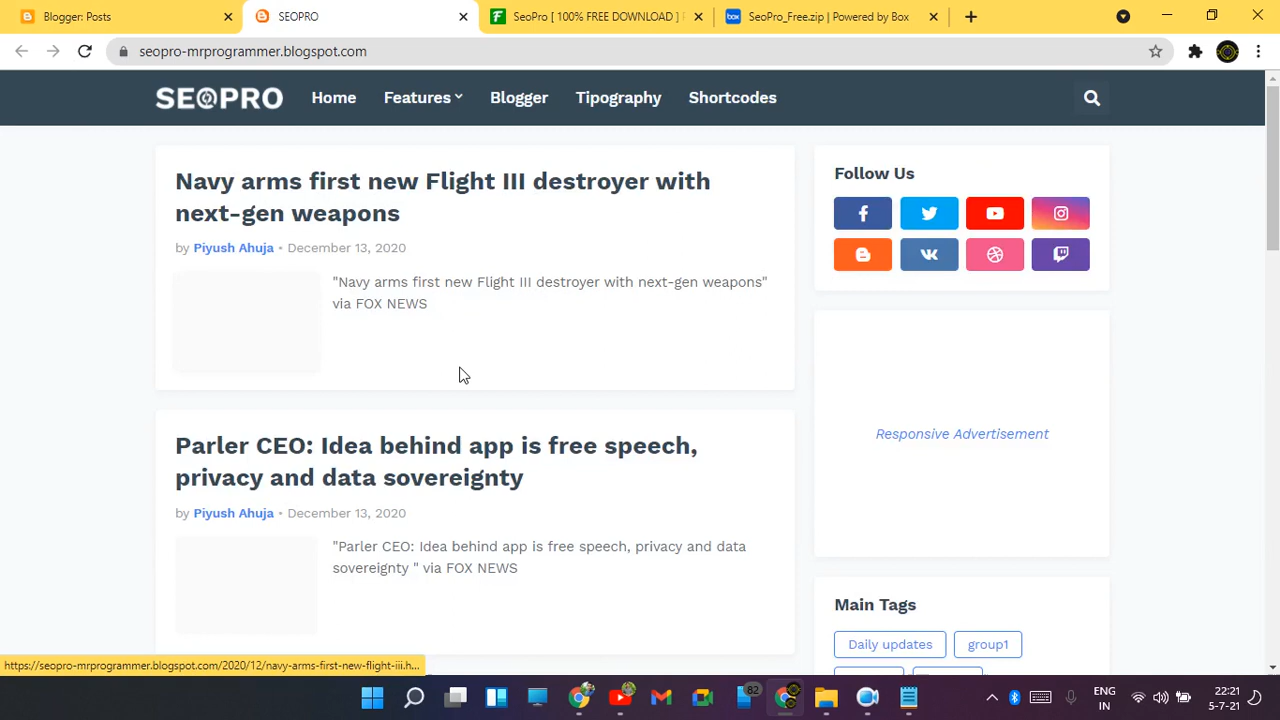 Blogger: Posts
SEOPRO
SeoPro [ 100% FREE DOWNLOAD ]
SeoPro_Free.zip | Powered by Box
seopro-mrprogrammer.blogspot.com
SEOPRO
Home
Features
Blogger
Tipography
Shortcodes
Navy arms first new Flight III destroyer with
next-gen weapons
by Piyush Ahuja • December 13, 2020
"Navy arms first new Flight III destroyer with next-gen weapons"
via FOX NEWS
Parler CEO: Idea behind app is free speech,
privacy and data sovereignty
by Piyush Ahuja • December 13, 2020
"Parler CEO: Idea behind app is free speech, privacy and data
sovereignty " via FOX NEWS
Follow Us
Responsive Advertisement
Main Tags
Daily updates
group1
https://seopro-mrprogrammer.blogspot.com/2020/12/navy-arms-first-new-flight-iii.h...
82
ENG
IN
22:21
5-7-21